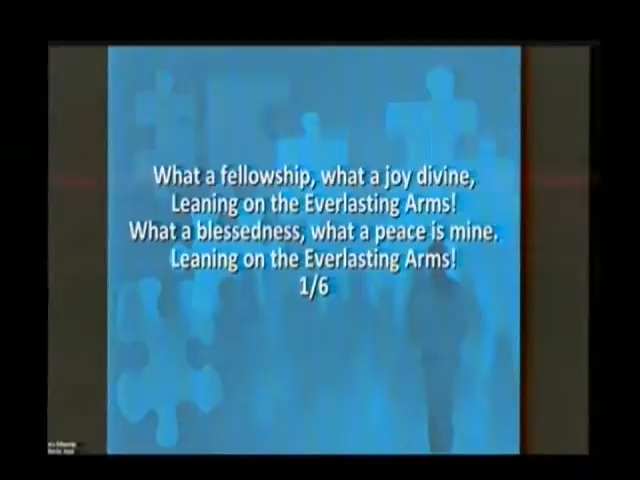 What a fellowship, what a joy divine,
Leaning on the Everlasting Arms!
What a blessedness, what a peace is mine.
Leaning on the Everlasting Arms!
1/6